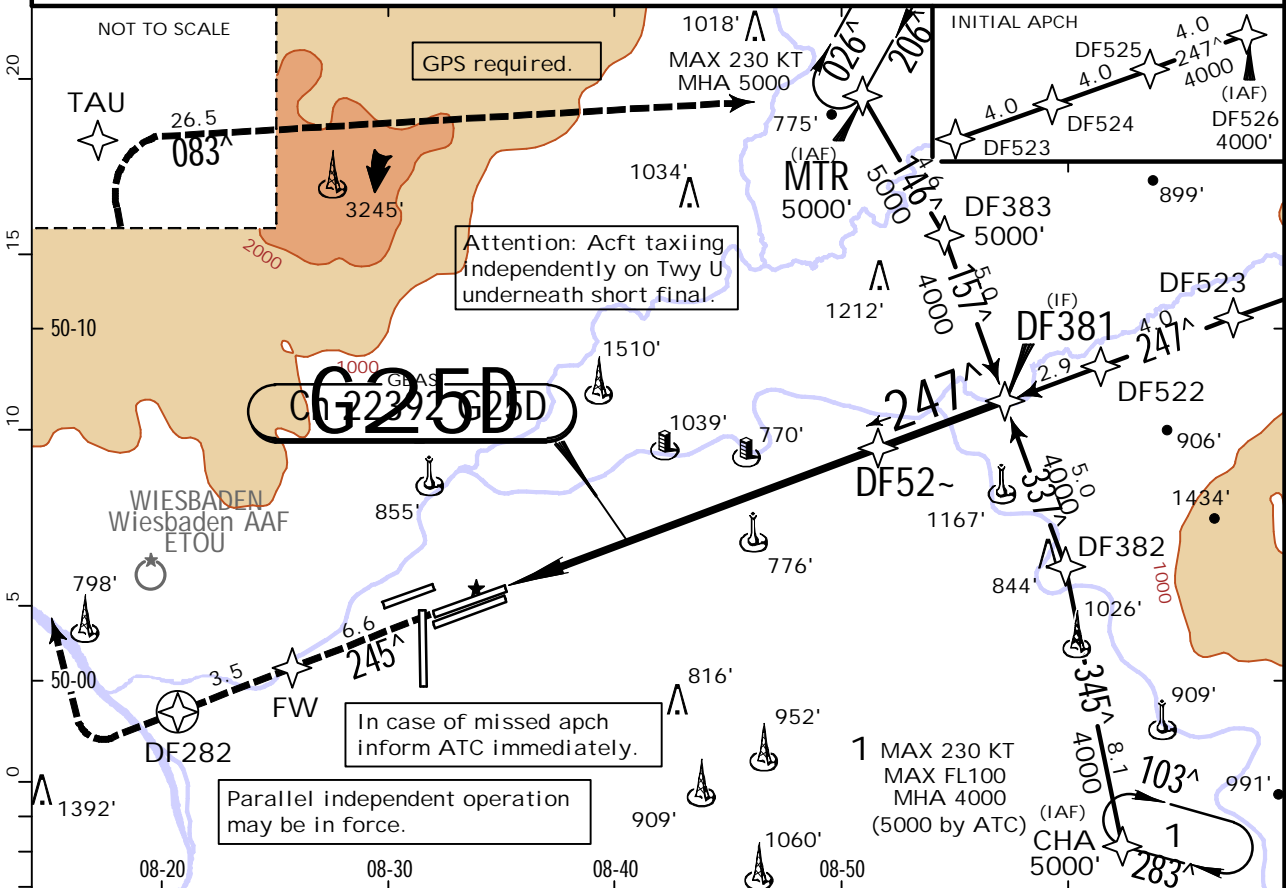 NOT TO SCALE
TAU
26.5
083^
GPS required.
1018'
MAX 230 KT
MHA 5000
026^
206^
775'
(IAF)
MTR
5000'
INITIAL APCH
4.0
247^
4000
DF525
4.0
(IAF)
DF526
4000'
DF524
4.0
DF523
3245'
2000
1034'
Attention: Acft taxiing
independently on Twy U
underneath short final.
4.6
146^
5000
DF383
5000'
899'
5.0
157^
4000
1212'
(IF)
DF381
DF523
4.0
247^
2.9
DF522
50-10
1000
1510'
GBAS
Ch 22392 G25D
G25D
247^
DF52~
1039'
770'
855'
776'
1167'
906'
1434'
1000
WIESBADEN
Wiesbaden AAF
ETOU
798'
5.0
4000
337^
DF382
844'
1026'
345^
8.1
4000
6.6
245^
3.5
FW
DF282
50-00
In case of missed apch
inform ATC immediately.
816'
952'
909'
909'
1 MAX 230 KT
MAX FL100
MHA 4000
(5000 by ATC)
(IAF)
CHA
5000'
103^
1
283^
991'
1392'
Parallel independent operation
may be in force.
1060'
20
15
10
5
0
08-20
08-30
08-40
08-50